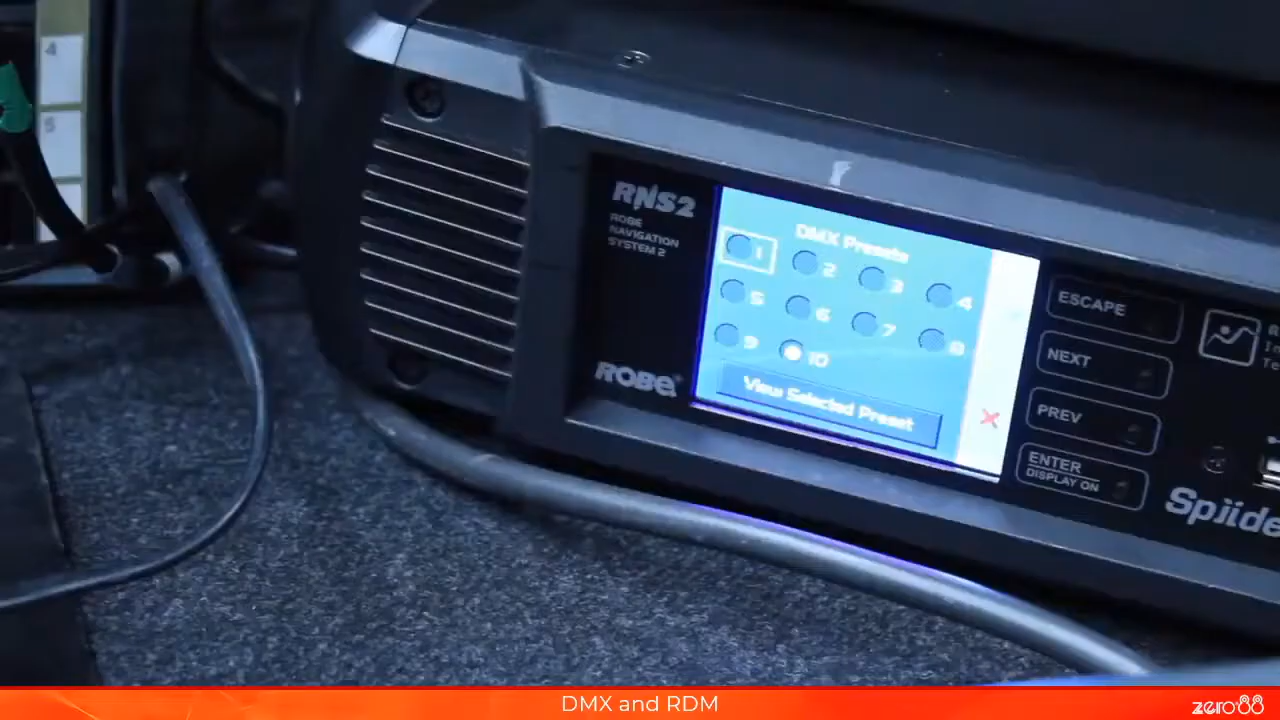 4
5
RNS2
ROBE
NAVIGATION
SYSTEM 2
ROBE®
DMX Presets
1 2 3 4
5 6 7 8
9 10
View Selected Preset
ESCAPE
NEXT
PREV
ENTER
DISPLAY ON
Spiide
DMX and RDM
zero88